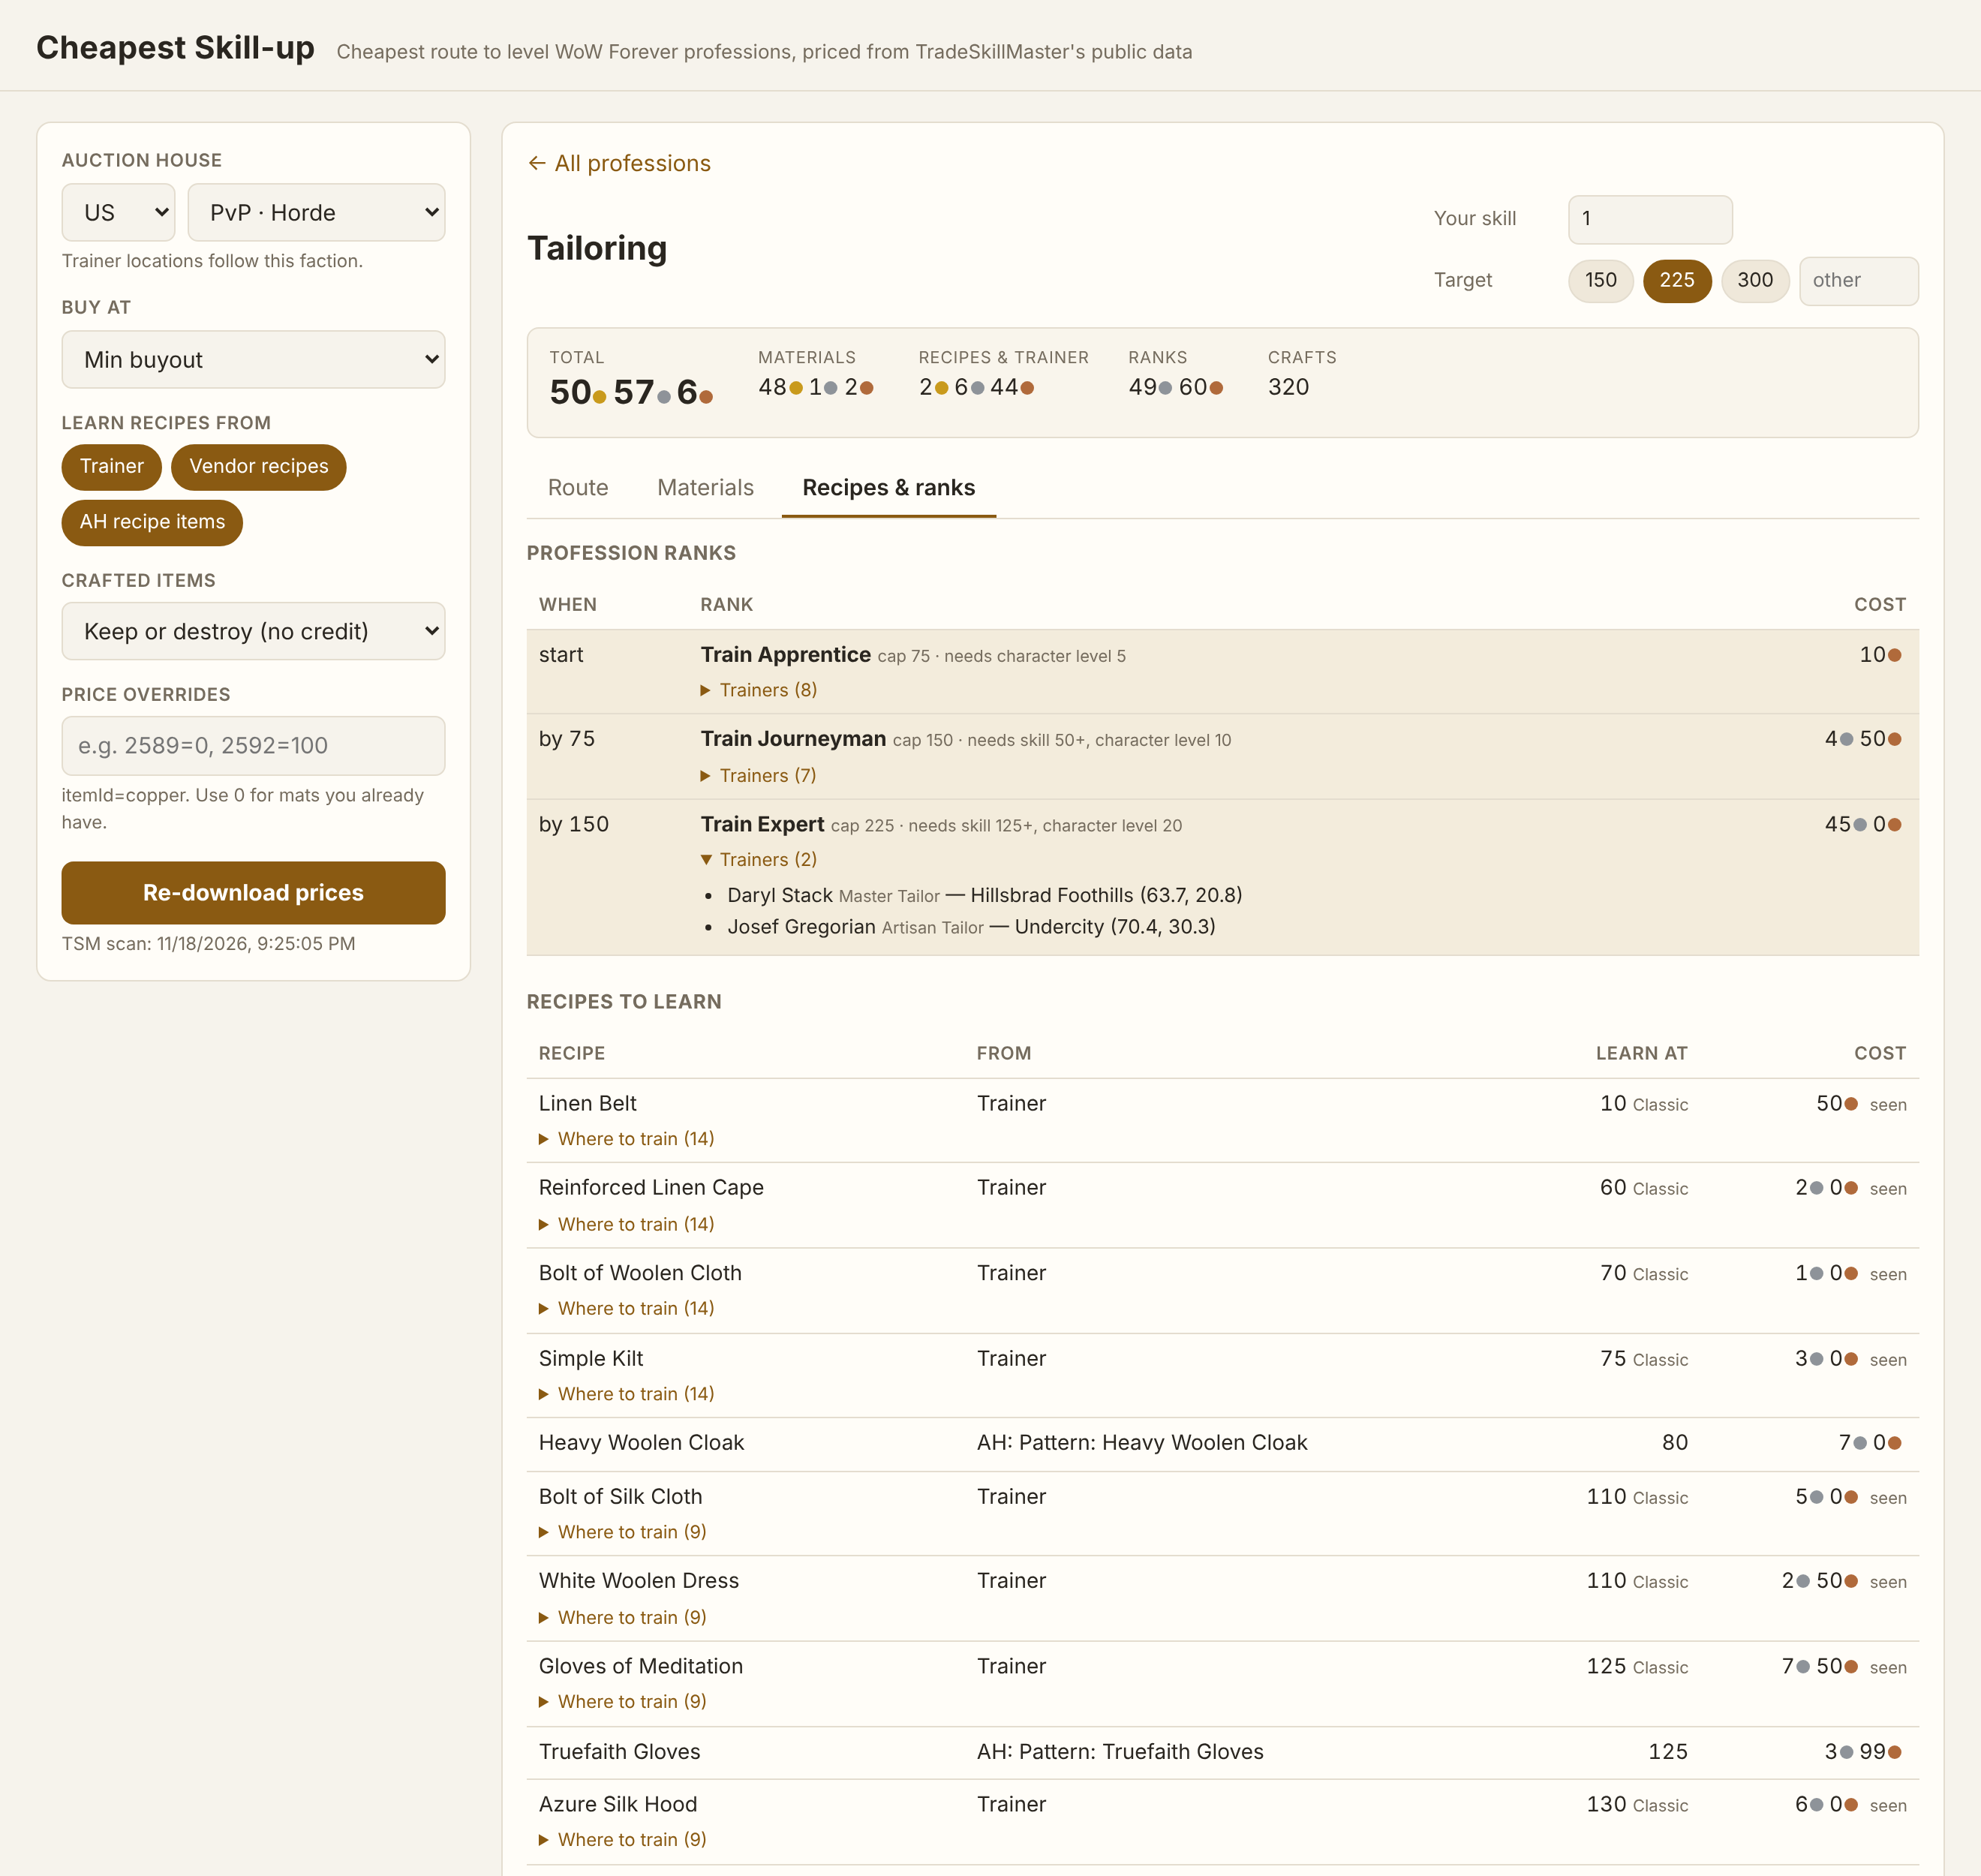 Cheapest Skill-up Cheapest route to level WoW Forever professions, priced from TradeSkillMaster's public data
AUCTION HOUSE
US PvP · Horde
Trainer locations follow this faction.
BUY AT
Min buyout
LEARN RECIPES FROM
Trainer Vendor recipes
AH recipe items
CRAFTED ITEMS
Keep or destroy (no credit)
PRICE OVERRIDES
e.g. 2589=0, 2592=100
itemId=copper. Use 0 for mats you already
have.
Re-download prices
TSM scan: 11/18/2026, 9:25:05 PM
← All professions
Tailoring
Your skill 1
Target 150 225 300 other
TOTAL MATERIALS RECIPES & TRAINER RANKS CRAFTS
50 57 6 48 1 2 2 6 44 49 60 320
Route Materials Recipes & ranks
PROFESSION RANKS
WHEN RANK COST
start Train Apprentice cap 75 · needs character level 5 10
▶ Trainers (8)
by 75 Train Journeyman cap 150 · needs skill 50+, character level 10 4 50
▶ Trainers (7)
by 150 Train Expert cap 225 · needs skill 125+, character level 20 45 0
▼ Trainers (2)
• Daryl Stack Master Tailor — Hillsbrad Foothills (63.7, 20.8)
• Josef Gregorian Artisan Tailor — Undercity (70.4, 30.3)
RECIPES TO LEARN
RECIPE FROM LEARN AT COST
Linen Belt Trainer 10 Classic 50 seen
▶ Where to train (14)
Reinforced Linen Cape Trainer 60 Classic 2 0 seen
▶ Where to train (14)
Bolt of Woolen Cloth Trainer 70 Classic 1 0 seen
▶ Where to train (14)
Simple Kilt Trainer 75 Classic 3 0 seen
▶ Where to train (14)
Heavy Woolen Cloak AH: Pattern: Heavy Woolen Cloak 80 7 0
Bolt of Silk Cloth Trainer 110 Classic 5 0 seen
▶ Where to train (9)
White Woolen Dress Trainer 110 Classic 2 50 seen
▶ Where to train (9)
Gloves of Meditation Trainer 125 Classic 7 50 seen
▶ Where to train (9)
Truefaith Gloves AH: Pattern: Truefaith Gloves 125 3 99
Azure Silk Hood Trainer 130 Classic 6 0 seen
▶ Where to train (9)